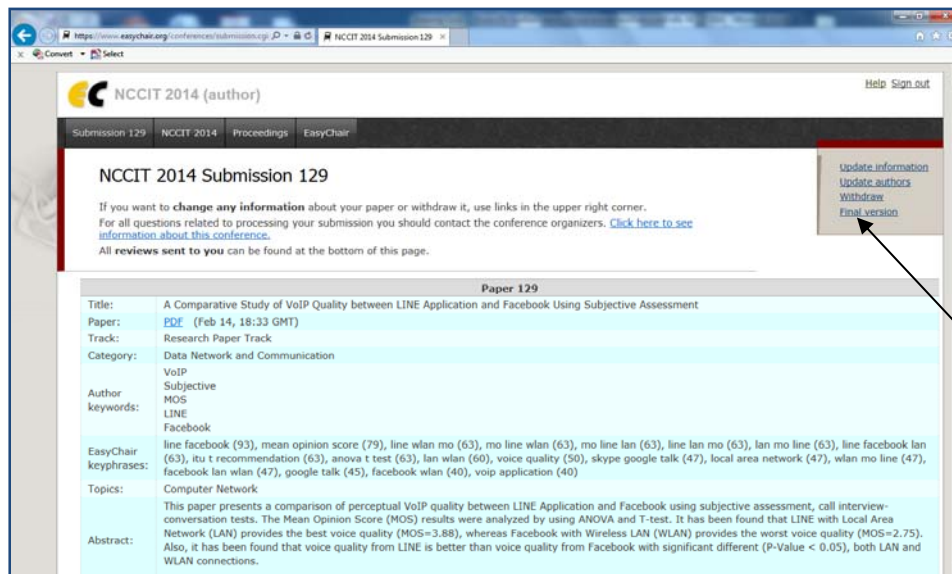 https://www.easychair.org/conferences/submission.cgi
NCCIT 2014 Submission 129
x Convert Select
EC NCCIT 2014 (author)
Help Sign out
Submission 129 NCCIT 2014 Proceedings EasyChair
NCCIT 2014 Submission 129
Update information
Update authors
Withdraw
Final version
If you want to change any information about your paper or withdraw it, use links in the upper right corner.
For all questions related to processing your submission you should contact the conference organizers. Click here to see
information about this conference.
All reviews sent to you can be found at the bottom of this page.
Paper 129
Title: A Comparative Study of VoIP Quality between LINE Application and Facebook Using Subjective Assessment
Paper: PDF (Feb 14, 18:33 GMT)
Track: Research Paper Track
Category: Data Network and Communication
Author keywords:
VoIP
Subjective
MOS
LINE
Facebook
EasyChair keyphrases:
line facebook (93), mean opinion score (79), line wlan mo (63), mo line wlan (63), mo line lan (63), line lan mo (63), lan mo line (63), line facebook lan
(63), itu t recommendation (63), anova t test (63), lan wlan (60), voice quality (50), skype google talk (47), local area network (47), wlan mo line (47),
facebook lan wlan (47), google talk (45), facebook wlan (40), voip application (40)
Topics: Computer Network
Abstract:
This paper presents a comparison of perceptual VoIP quality between LINE Application and Facebook using subjective assessment, call interview-
conversation tests. The Mean Opinion Score (MOS) results were analyzed by using ANOVA and T-test. It has been found that LINE with Local Area
Network (LAN) provides the best voice quality (MOS=3.88), whereas Facebook with Wireless LAN (WLAN) provides the worst voice quality (MOS=2.75).
Also, it has been found that voice quality from LINE is better than voice quality from Facebook with significant different (P-Value < 0.05), both LAN and
WLAN connections.